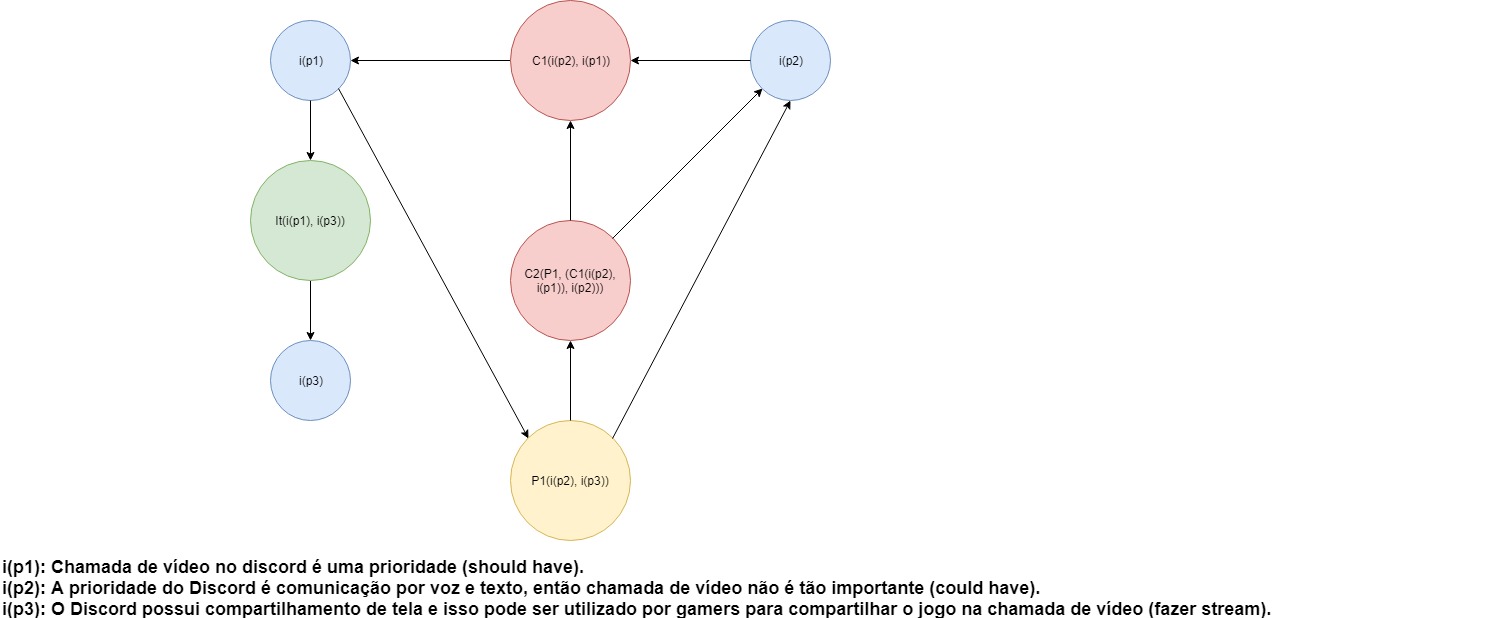 i(p1)
C1(i(p2), i(p1))
i(p2)
It(i(p1), i(p3))
C2(P1, (C1(i(p2),
i(p1)), i(p2)))
i(p3)
P1(i(p2), i(p3))
i(p1): Chamada de vídeo no discord é uma prioridade (should have).
i(p2): A prioridade do Discord é comunicação por voz e texto, então chamada de vídeo não é tão importante (could have).
i(p3): O Discord possui compartilhamento de tela e isso pode ser utilizado por gamers para compartilhar o jogo na chamada de vídeo (fazer stream).